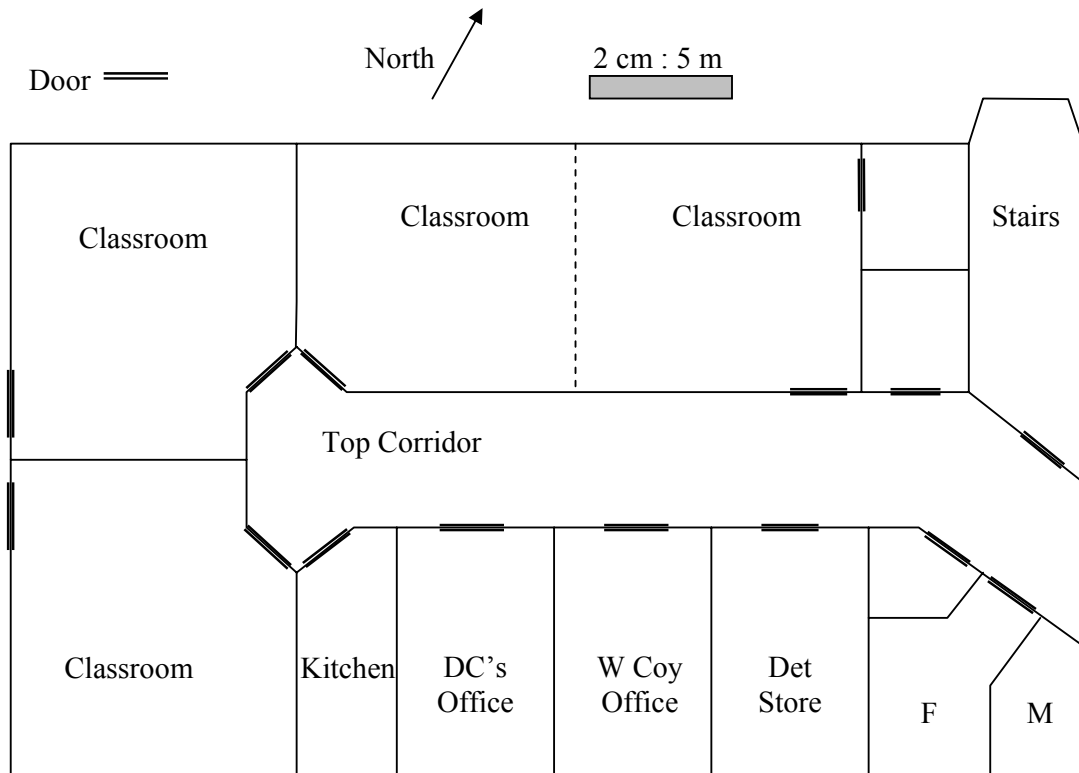 North
2 cm : 5 m
Door
Classroom
Classroom
Classroom
Stairs
Top Corridor
Classroom
Kitchen
DC's
Office
W Coy
Office
Det
Store
F
M